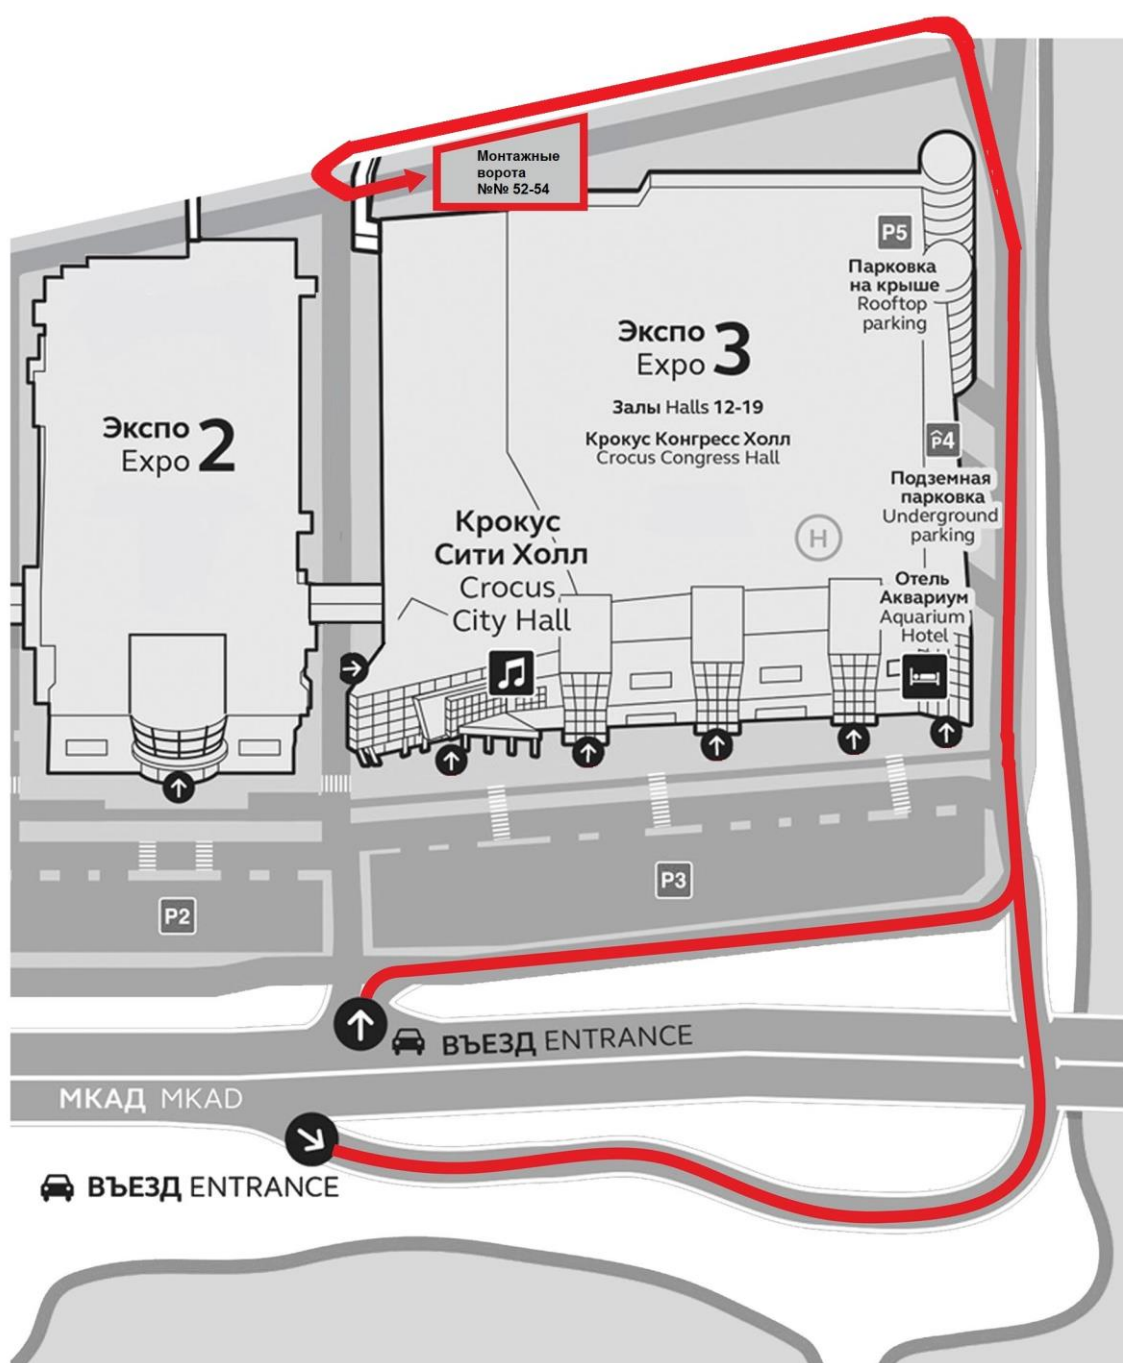 Монтажные
ворота
№№ 52-54
P5
Парковка
на крыше
Rooftop
parking
Экспо
Expo
3
Залы Halls 12-19
Крокус Конгресс Холл
Crocus Congress Hall
Экспо
Expo
2
P4
Подземная
парковка
Underground
parking
Крокус
Сити Холл
Crocus
City Hall
H
Отель
Аквариум
Aquarium
Hotel
P3
P2
ВЪЕЗД ENTRANCE
МКАД MKAD
ВЪЕЗД ENTRANCE